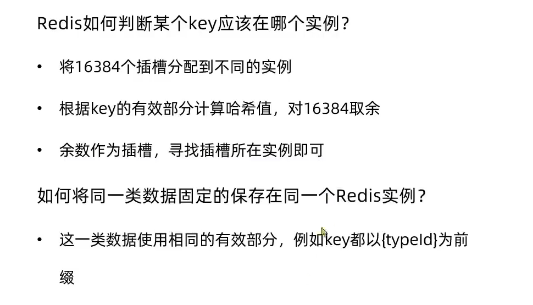 Redis如何判断某个key应该在哪个实例？
• 将16384个插槽分配到不同的实例
• 根据key的有效部分计算哈希值，对16384取余
• 余数作为插槽，寻找插槽所在实例即可
如何将同一类数据固定的保存在同一个Redis实例？
• 这一类数据使用相同的有效部分，例如key都以{typeId}为前
缀